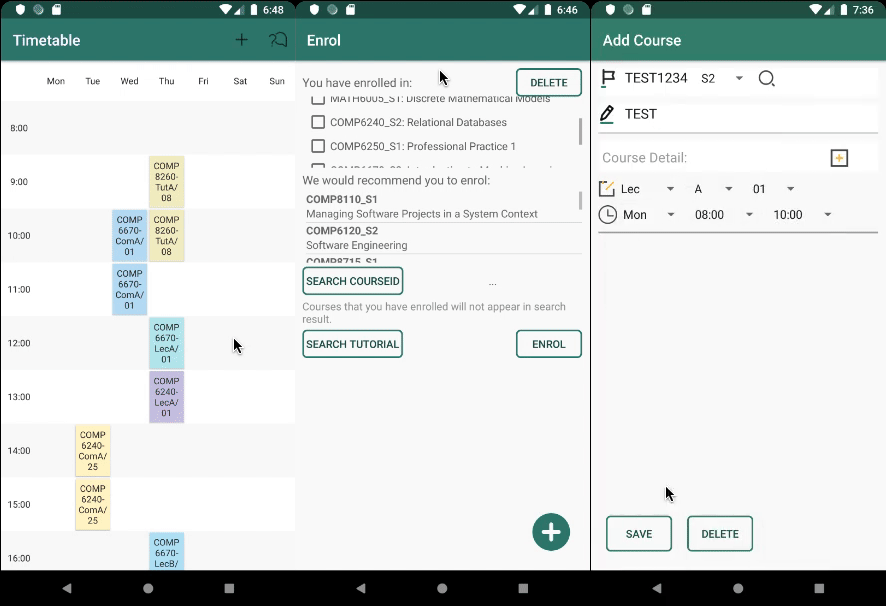 6:48
Timetable
Mon Tue Wed Thu Fri Sat Sun
8:00
9:00
COMP
8260-
TutA/
08
10:00
COMP
6670-
ComA/
01
COMP
8260-
TutA/
08
11:00
COMP
6670-
ComA/
01
12:00
COMP
6670-
LecA/
01
13:00
COMP
6240-
LecA/
01
14:00
COMP
6240-
ComA/
25
15:00
COMP
6240-
ComA/
25
16:00
COMP
6670-
LecB/
6:46
Enrol
You have enrolled in:
DELETE
MATH6005_S1: Discrete Mathematical Models
COMP6240_S2: Relational Databases
COMP6250_S1: Professional Practice 1
We would recommend you to enrol:
COMP8110_S1
Managing Software Projects in a System Context
COMP6120_S2
Software Engineering
COMP8715_S1
SEARCH COURSEID
...
Courses that you have enrolled will not appear in search
result.
SEARCH TUTORIAL
ENROL
7:36
Add Course
TEST1234 S2
TEST
Course Detail:
Lec A 01
Mon 08:00 10:00
SAVE
DELETE